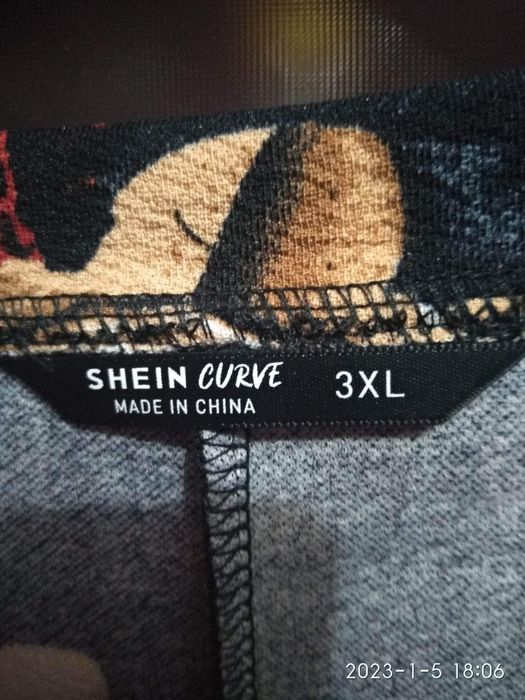 SHEIN CURVE 3XL
MADE IN CHINA
2023-1-5 18:06